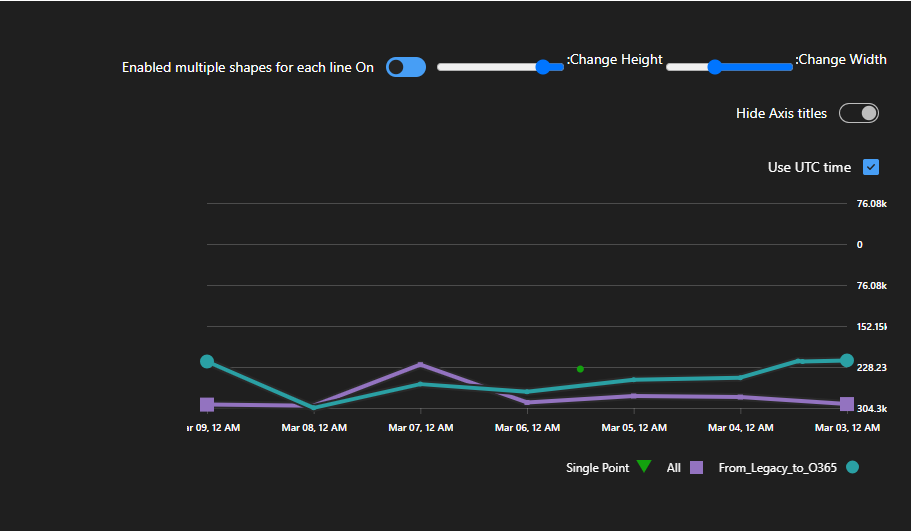 Enabled multiple shapes for each line On
:Change Height
:Change Width
Hide Axis titles
Use UTC time
76.08k
0
76.08k
152.15k
228.23
304.3k
ar 09, 12 AM
Mar 08, 12 AM
Mar 07, 12 AM
Mar 06, 12 AM
Mar 05, 12 AM
Mar 04, 12 AM
Mar 03, 12 AM
Single Point
All
From_Legacy_to_O365